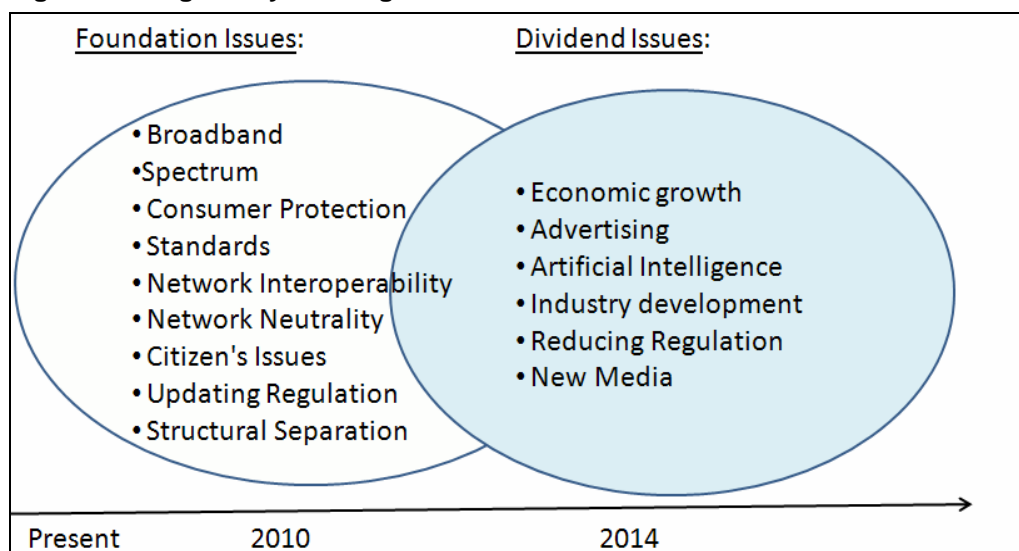 Foundation Issues:
Dividend Issues:
• Broadband
•Spectrum
• Consumer Protection
• Standards
• Network Interoperability
• Network Neutrality
• Citizen's Issues
• Updating Regulation
• Structural Separation
• Economic growth
• Advertising
• Artificial Intelligence
• Industry development
• Reducing Regulation
• New Media
Present 2010 2014